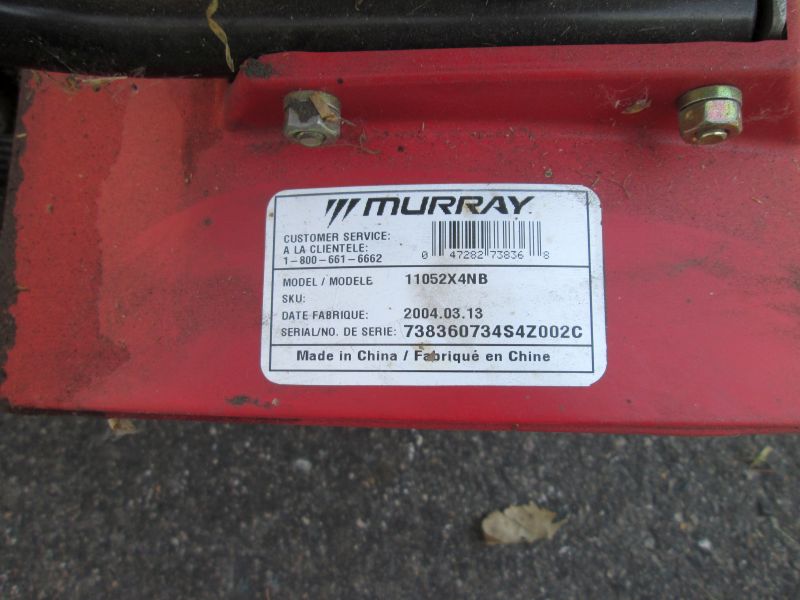 MURRAY
CUSTOMER SERVICE:
A LA CLIENTELE:
1-800-661-6662
0 47282 73836 8
MODEL / MODELE 11052X4NB
SKU:
DATE FABRIQUE: 2004.03.13
SERIAL/NO. DE SERIE: 738360734S4Z002C
Made in China / Fabriqué en Chine